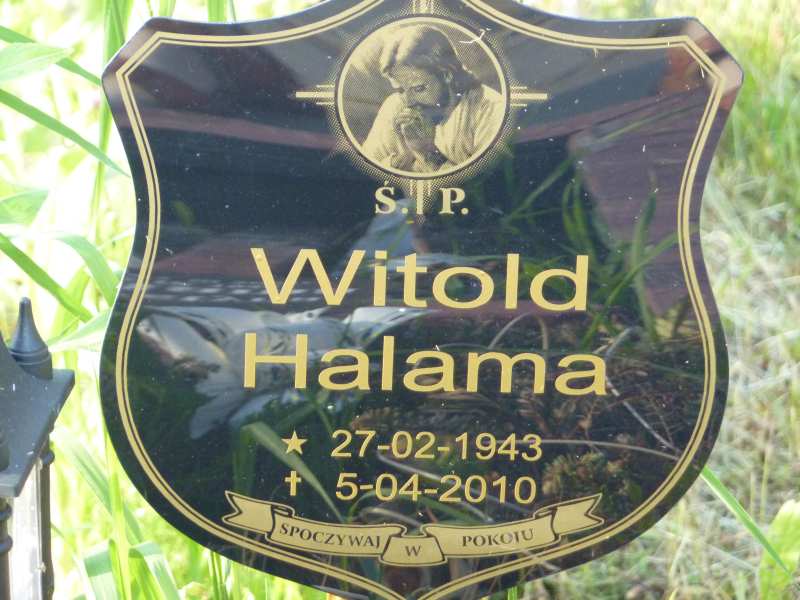 Ś. P.
Witold
Halama
★ 27-02-1943
✝ 5-04-2010
SPOCZYWAJ W POKOJU